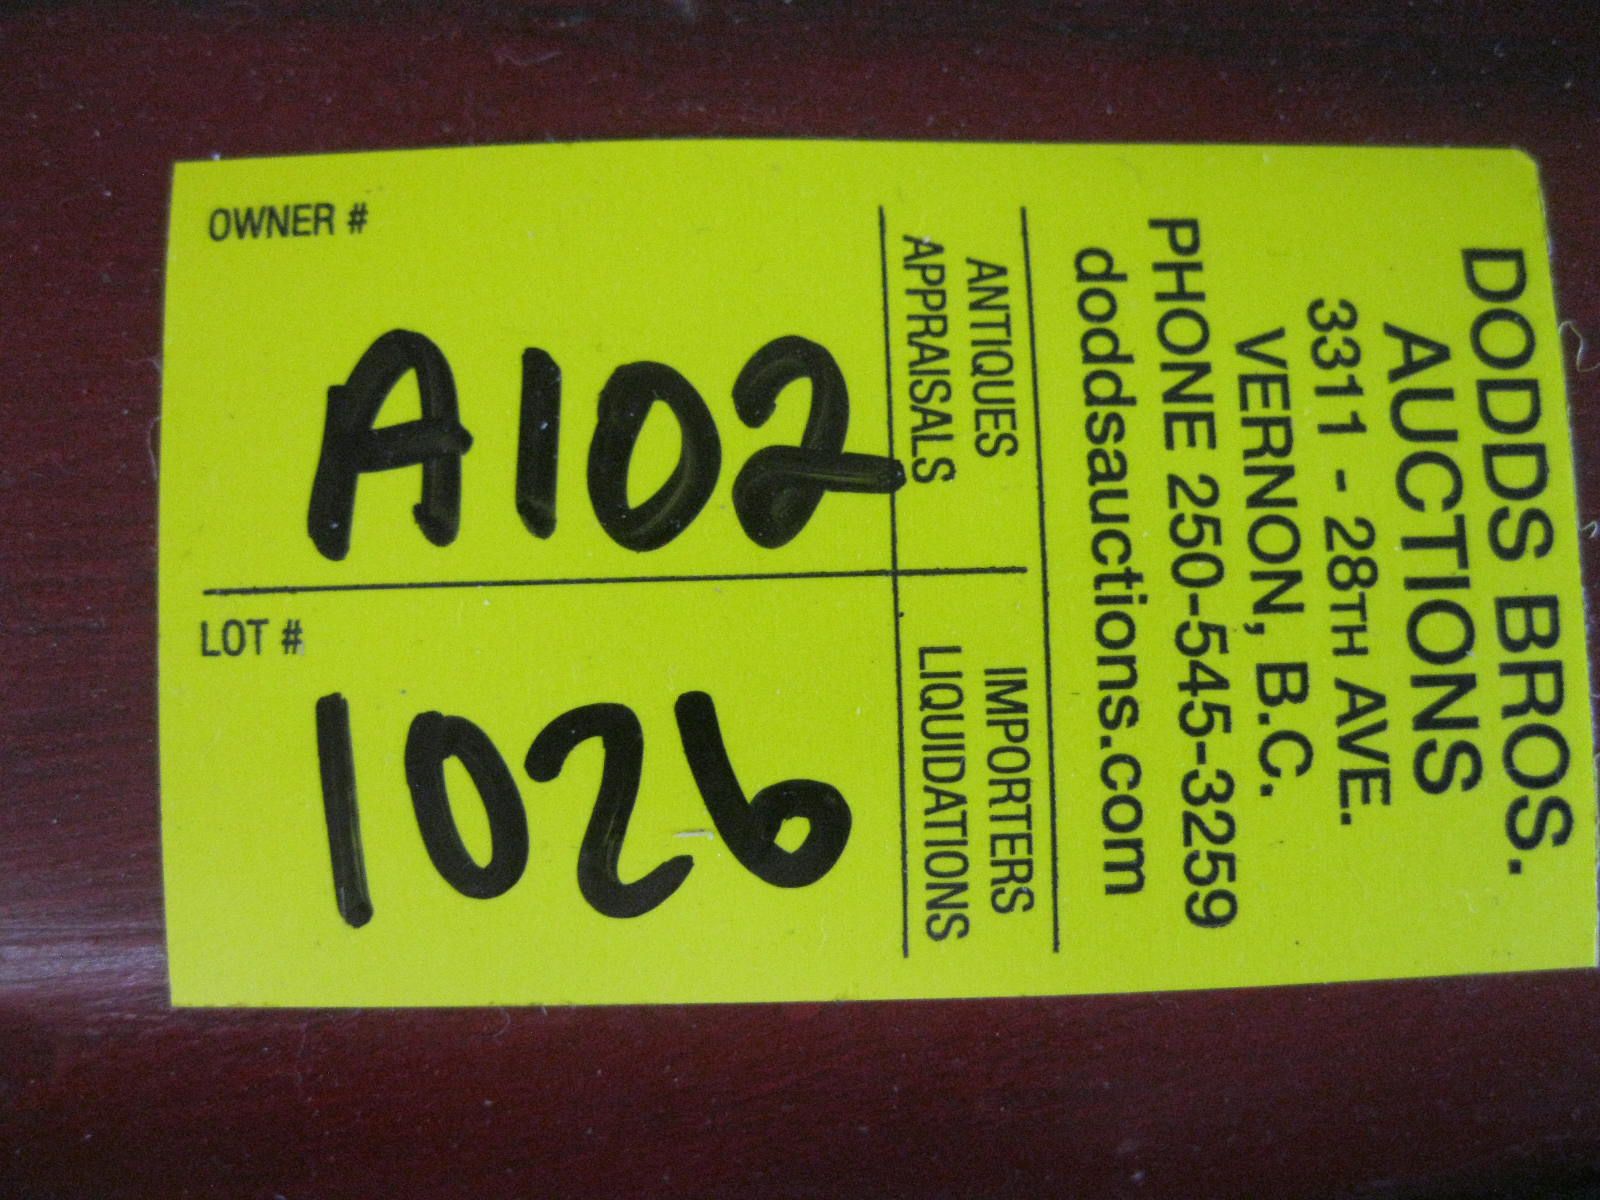 DODDS BROS.
AUCTIONS
3311 - 28TH AVE.
VERNON, B.C.
PHONE 250-545-3259
doddsauctions.com
ANTIQUES
APPRAISALS
IMPORTERS
LIQUIDATIONS
OWNER #
A102
LOT #
1026